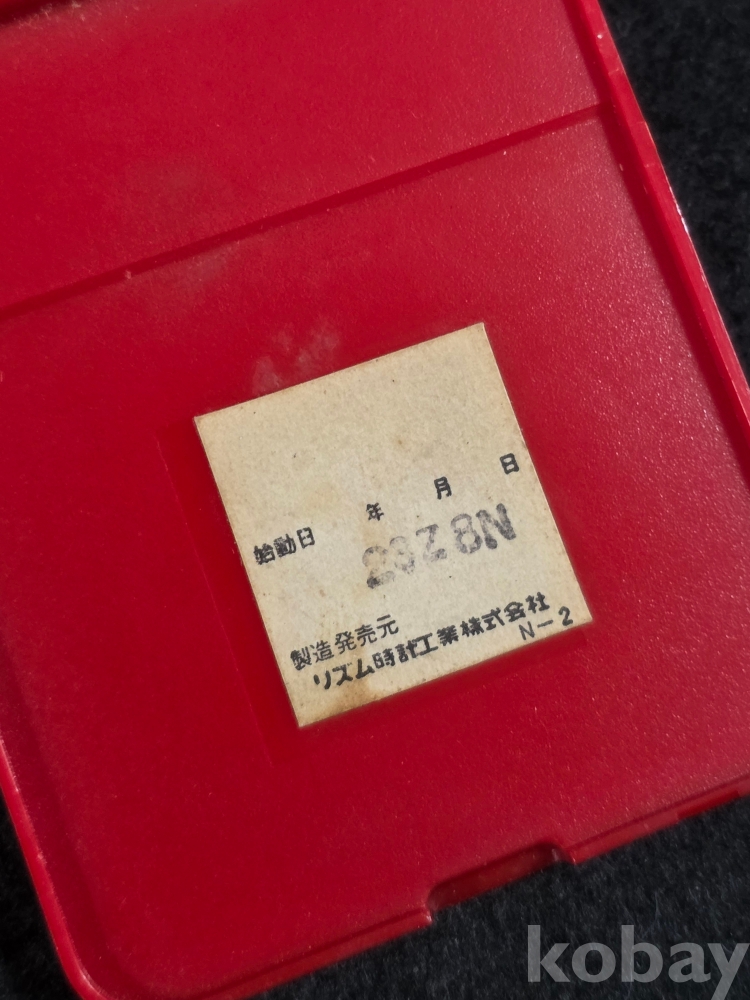 年 月 日
始動日
製造発売元
リズム時計工業株式会社
N-2
kobay